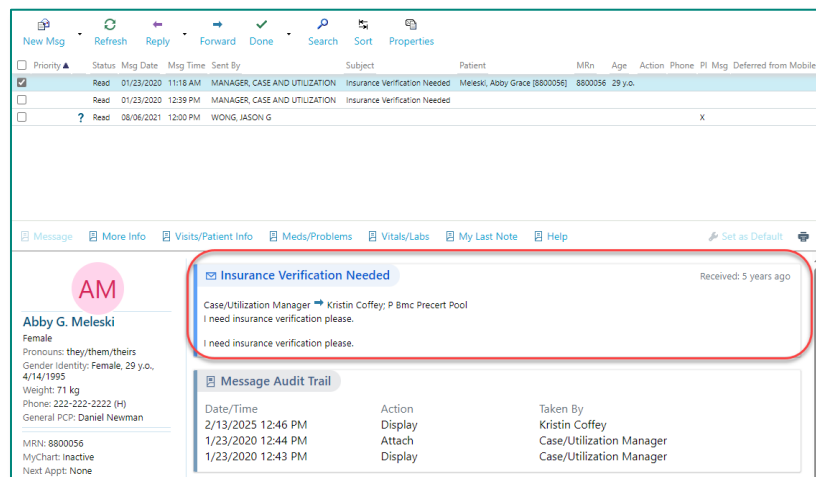 New Msg Refresh Reply Forward Done Search Sort Properties
Priority Status Msg Date Msg Time Sent By Subject Patient MRn Age Action Phone PI Msg Deferred from Mobile
Read 01/23/2020 11:18 AM MANAGER, CASE AND UTILIZATION Insurance Verification Needed Meleski, Abby Grace [8800056] 8800056 29 y.o.
Read 01/23/2020 12:39 PM MANAGER, CASE AND UTILIZATION Insurance Verification Needed
? Read 08/06/2021 12:00 PM WONG, JASON G X
Message More Info Visits/Patient Info Meds/Problems Vitals/Labs My Last Note Help Set as Default
AM
Abby G. Meleski
Female
Pronouns: they/them/theirs
Gender Identity: Female, 29 y.o.,
4/14/1995
Weight: 71 kg
Phone: 222-222-2222 (H)
General PCP: Daniel Newman
MRN: 8800056
MyChart: Inactive
Next Appt: None
Insurance Verification Needed Received: 5 years ago
Case/Utilization Manager Kristin Coffey; P Bmc Precert Pool
I need insurance verification please.
I need insurance verification please.
Message Audit Trail
Date/Time Action Taken By
2/13/2025 12:46 PM Display Kristin Coffey
1/23/2020 12:44 PM Attach Case/Utilization Manager
1/23/2020 12:43 PM Display Case/Utilization Manager